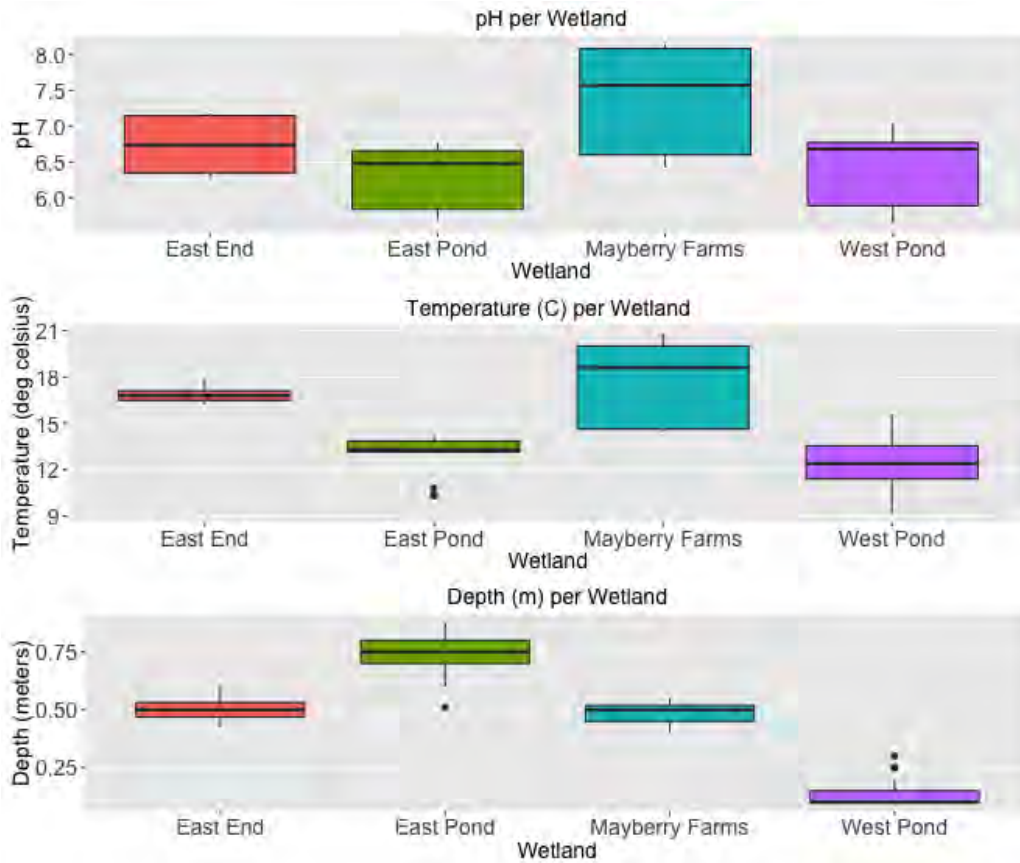 pH per Wetland
pH
8.0
7.5
7.0
6.5
6.0
East End East Pond Mayberry Farms West Pond
Wetland
Temperature (C) per Wetland
Temperature (deg celsius)
21
18
15
12
9
East End East Pond Mayberry Farms West Pond
Wetland
Depth (m) per Wetland
Depth (meters)
0.75
0.50
0.25
East End East Pond Mayberry Farms West Pond
Wetland